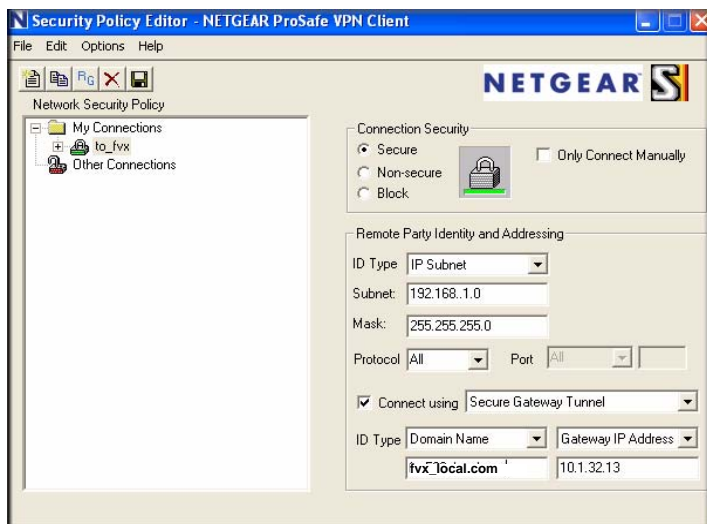 N Security Policy Editor - NETGEAR ProSafe VPN Client
File Edit Options Help
RG
NETGEAR S
Network Security Policy
My Connections
to_fvx
Other Connections
Connection Security
Secure
Non-secure
Block
Only Connect Manually
Remote Party Identity and Addressing
ID Type IP Subnet
Subnet: 192.168..1.0
Mask: 255.255.255.0
Protocol All Port All
Connect using Secure Gateway Tunnel
ID Type Domain Name Gateway IP Address
fvx_local.com 10.1.32.13